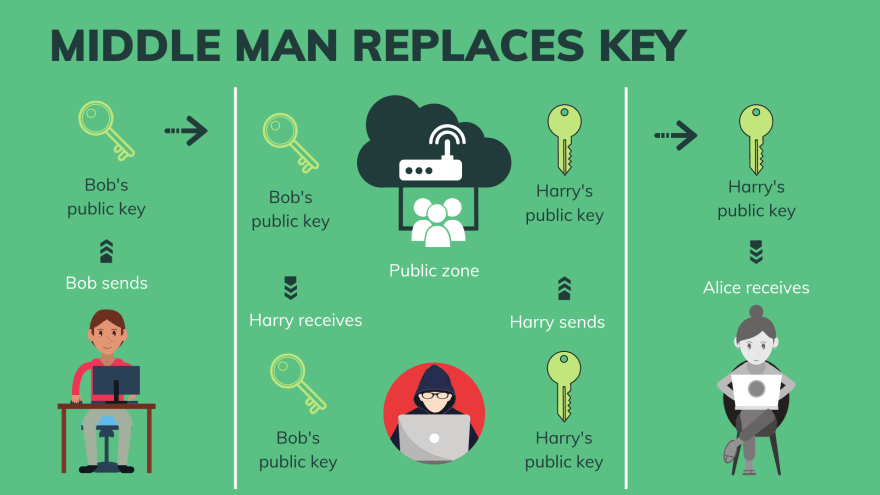 MIDDLE MAN REPLACES KEY
Bob's
public key
Bob sends
Bob's
public key
Harry receives
Bob's
public key
Public zone
Harry's
public key
Harry sends
Harry's
public key
Harry's
public key
Alice receives